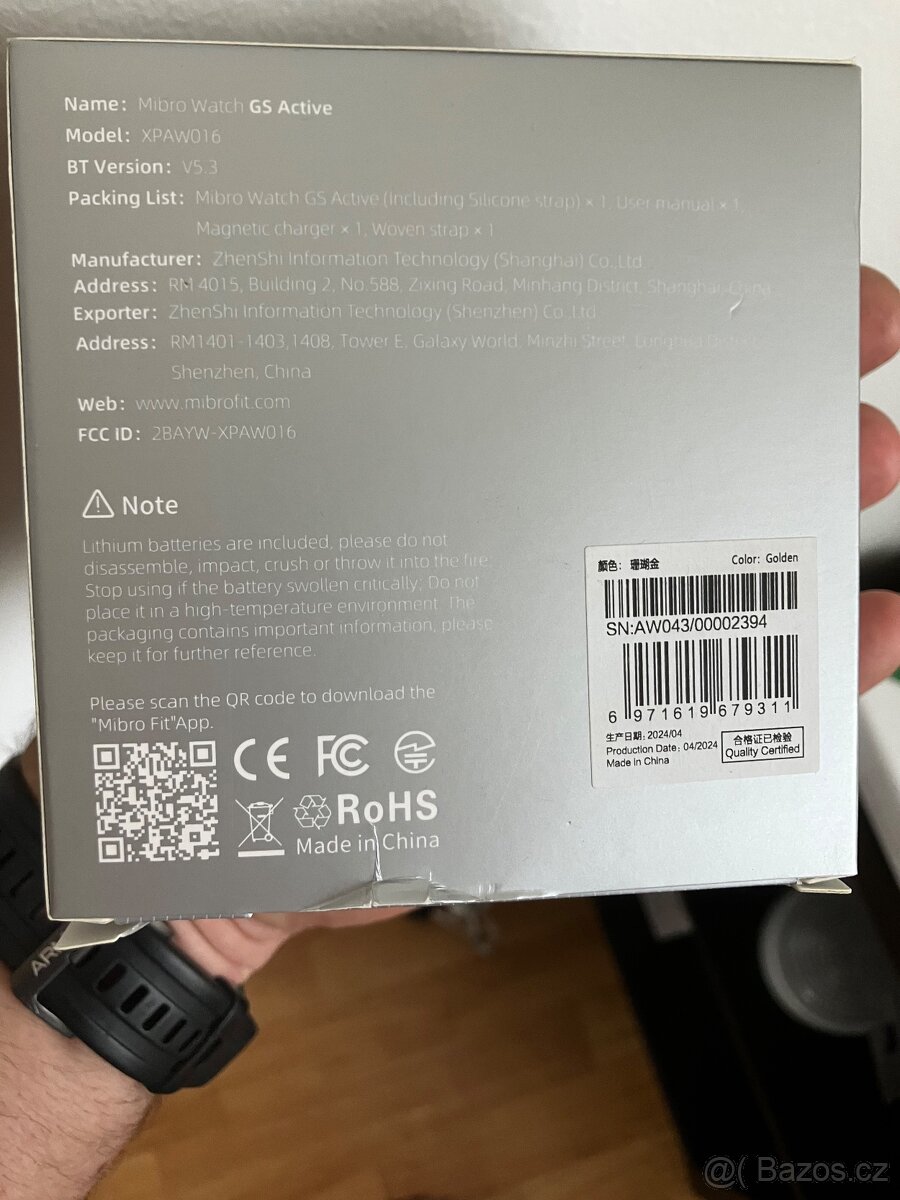 Name: Mibro Watch GS Active
Model: XPAW016
BT Version: V5.3
Packing List: Mibro Watch GS Active (Including Silicone strap) × 1, User manual × 1,
Magnetic charger × 1, Woven strap × 1
Manufacturer: ZhenShi Information Technology (Shanghai) Co.,Ltd
Address: RM 4015, Building 2, No.588, Zixing Road, Minhang District, Shanghai, China
Exporter: ZhenShi Information Technology (Shenzhen) Co.,Ltd
Address: RM1401-1403,1408, Tower E, Galaxy World, Minzhi Street, Longhua District,
Shenzhen, China
Web: www.mibrofit.com
FCC ID: 2BAYW-XPAW016
Note
Lithium batteries are included, please do not
disassemble, impact, crush or throw it into the fire.
Stop using if the battery swollen critically; Do not
place it in a high-temperature environment. The
packaging contains important information, please
keep it for further reference.
Please scan the QR code to download the
"Mibro Fit"App.
CE FC
RoHS
Made in China
颜色: 珊瑚金 Color: Golden
SN:AW043/00002394
6 971619 679311
生产日期: 2024/04
Production Date: 04/2024
Made in China
合格证已检验
Quality Certified
@( Bazos.cz